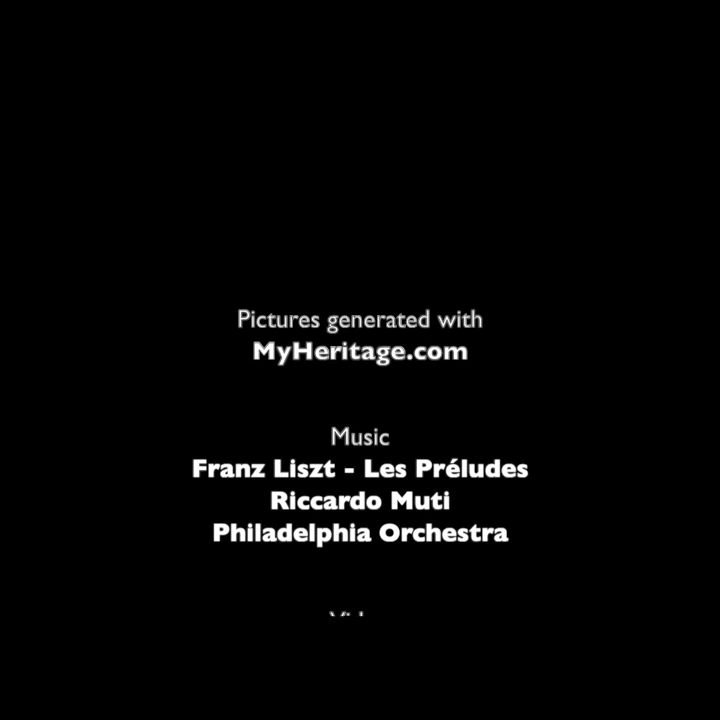 Pictures generated with
MyHeritage.com
Music
Franz Liszt - Les Préludes
Riccardo Muti
Philadelphia Orchestra